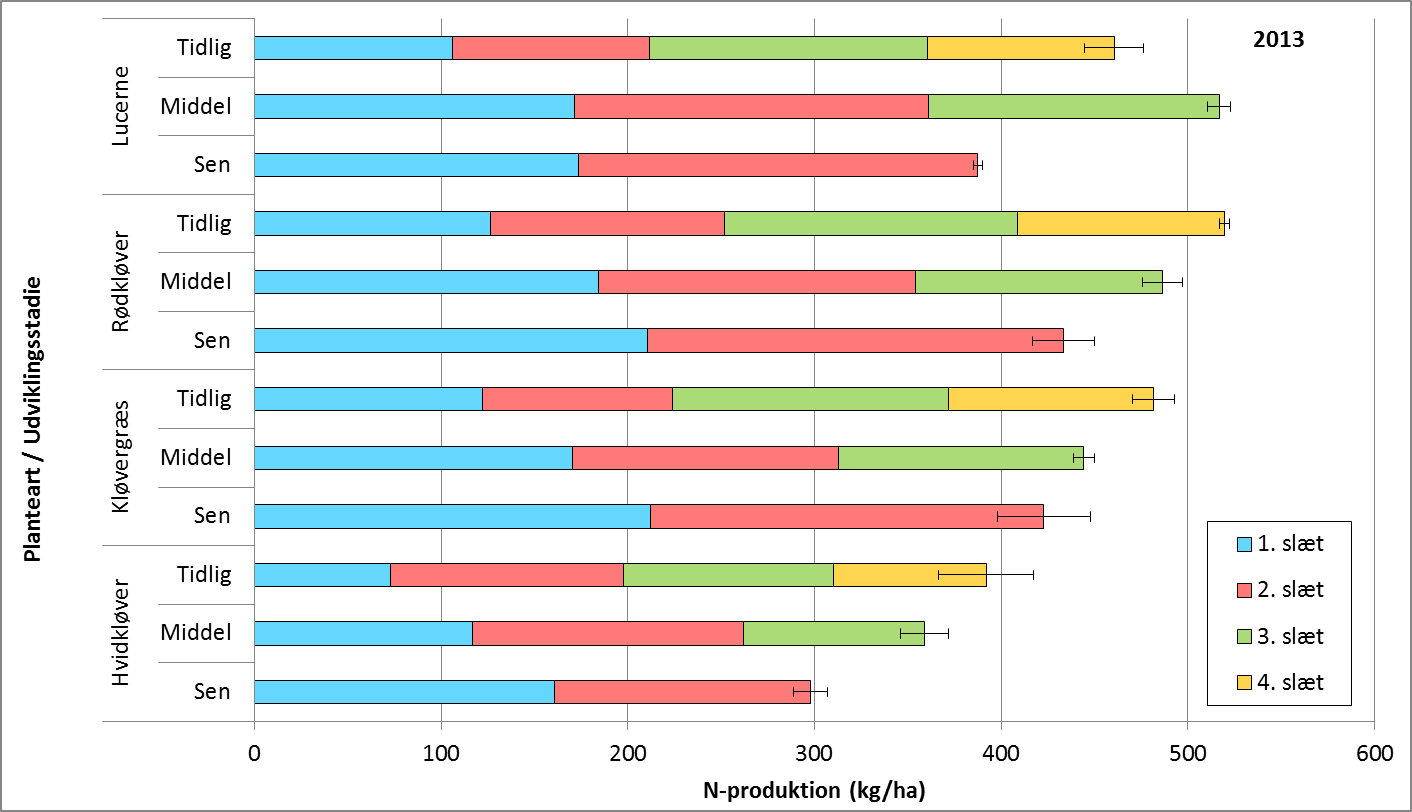 2013
Planteart / Udviklingsstadie
Lucerne
Tidlig
Middel
Sen
Rødkløver
Tidlig
Middel
Sen
Kløvergræs
Tidlig
Middel
Sen
Hvidkløver
Tidlig
Middel
Sen
1. slæt
2. slæt
3. slæt
4. slæt
0 100 200 300 400 500 600
N-produktion (kg/ha)